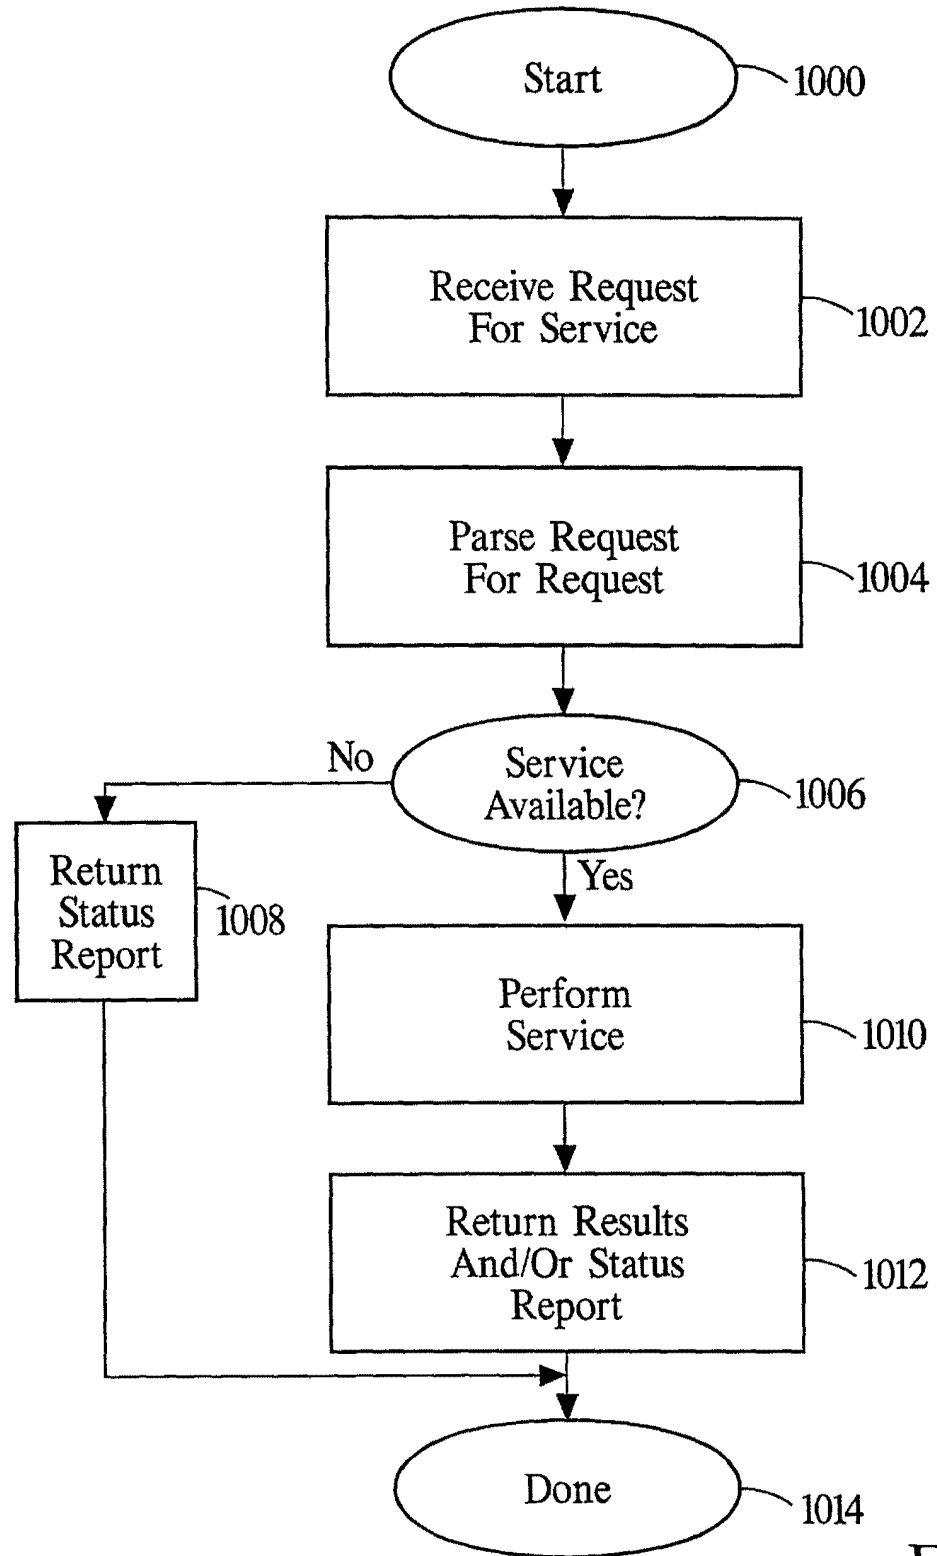 Start
1000
Receive Request
For Service
1002
Parse Request
For Request
1004
No
Service
Available?
1006
Yes
Return
Status
Report
1008
Perform
Service
1010
Return Results
And/Or Status
Report
1012
Done
1014